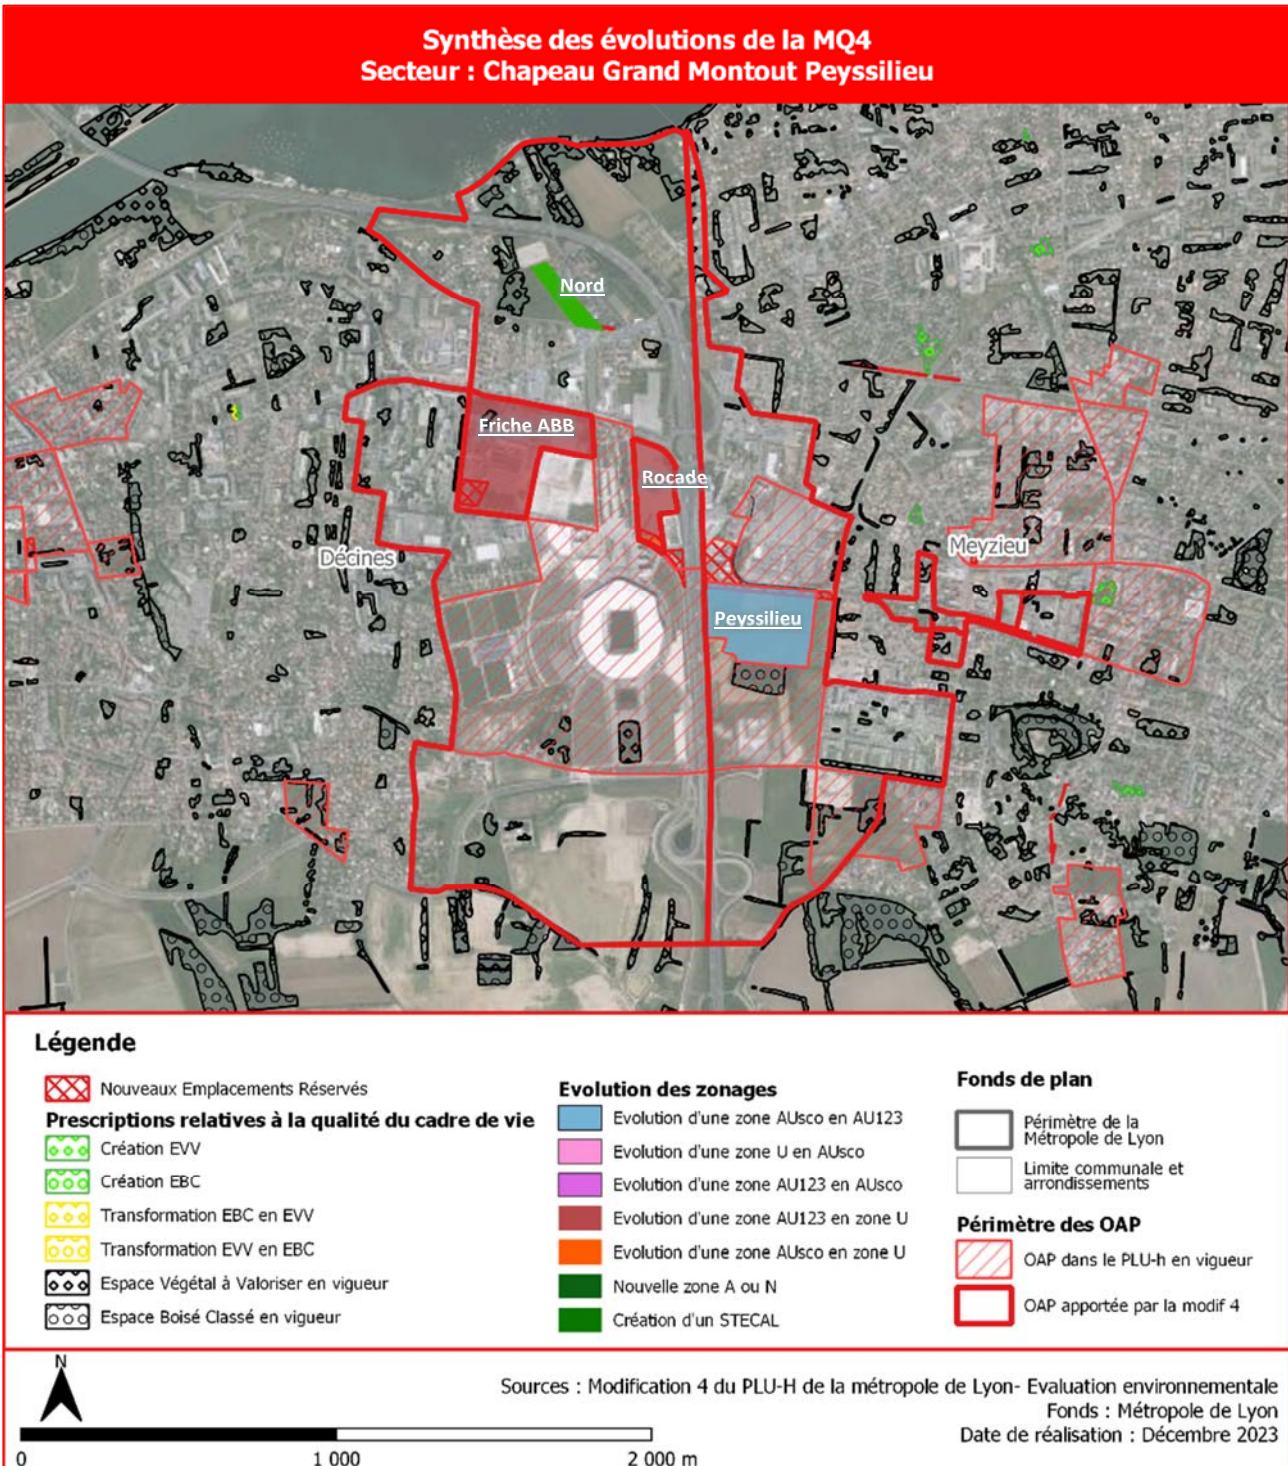 Synthèse des évolutions de la MQ4
Secteur : Chapeau Grand Montout Peyssilieu
Nord
Friche ABB
Rocade
Décines
Meyzieu
Peyssilieu
Légende
Nouveaux Emplacements Réservés
Prescriptions relatives à la qualité du cadre de vie
Création EVV
Création EBC
Transformation EBC en EVV
Transformation EVV en EBC
Espace Végétal à Valoriser en vigueur
Espace Boisé Classé en vigueur
Evolution des zonages
Evolution d'une zone AUsco en AU123
Evolution d'une zone U en AUsco
Evolution d'une zone AU123 en AUsco
Evolution d'une zone AU123 en zone U
Evolution d'une zone AUsco en zone U
Nouvelle zone A ou N
Création d'un STECAL
Fonds de plan
Périmètre de la
Métropole de Lyon
Limite communale et
arrondissements
Périmètre des OAP
OAP dans le PLU-h en vigueur
OAP apportée par la modif 4
N
0 1 000 2 000 m
Sources : Modification 4 du PLU-H de la métropole de Lyon- Evaluation environnementale
Fonds : Métropole de Lyon
Date de réalisation : Décembre 2023